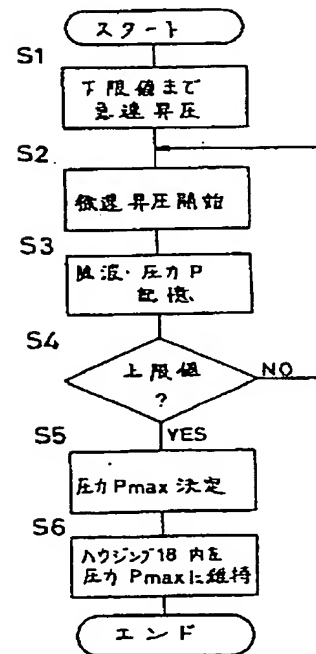 スタート
S1
下限値まで
急速昇圧
S2
微速昇圧開始
S3
脈波・圧力P
記憶
S4
上限値
?
NO
YES
S5
圧力Pmax決定
S6
ハウジング18内を
圧力Pmaxに維持
エンド